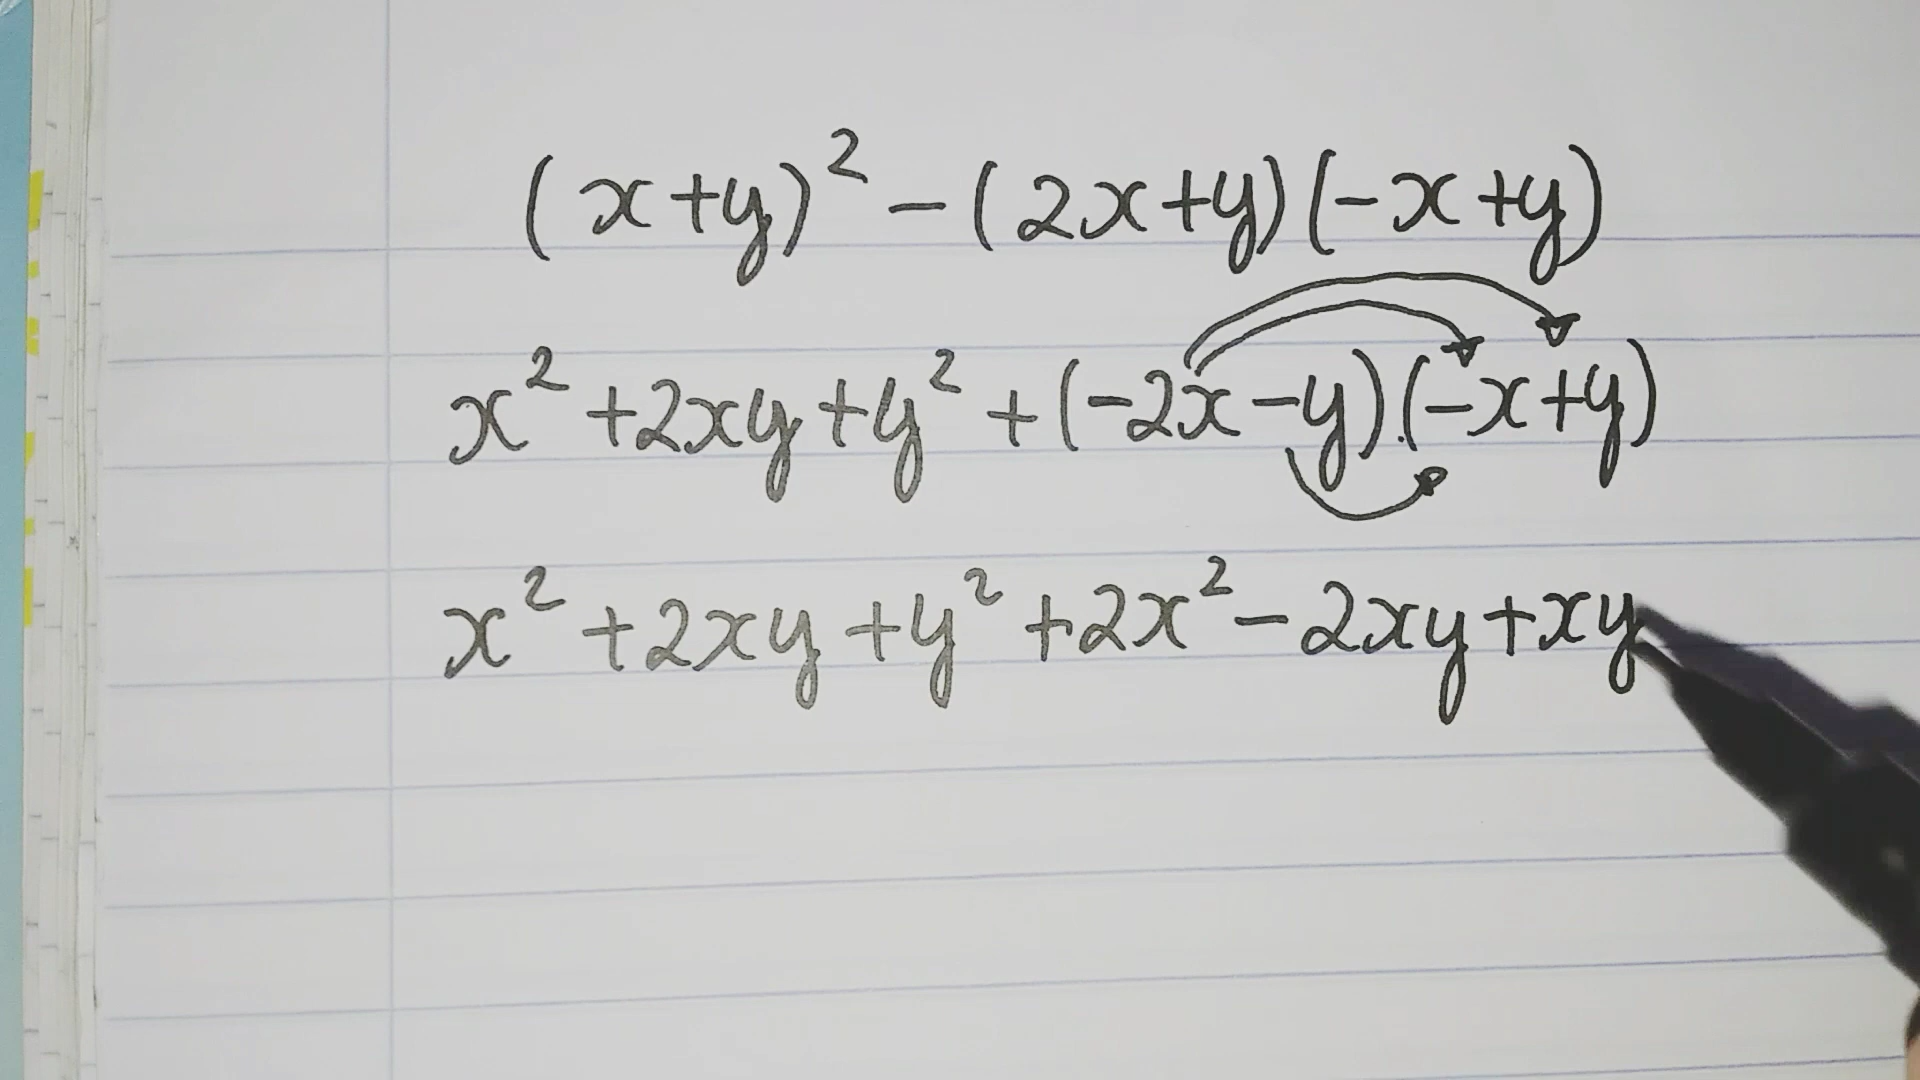 (x+y)² -(2x+y)(-x+y)
x² +2xy+y² +(-2x-y).(-x+y)
x² +2xy+y² +2x² -2xy+xy